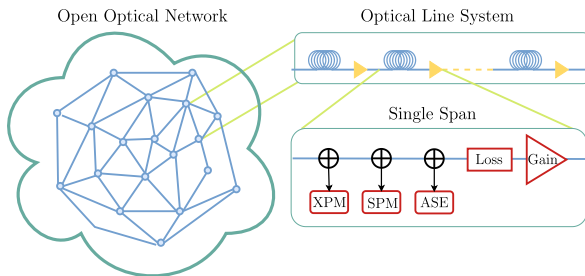 Open Optical Network
Optical Line System
Single Span
Loss
Gain
XPM
SPM
ASE